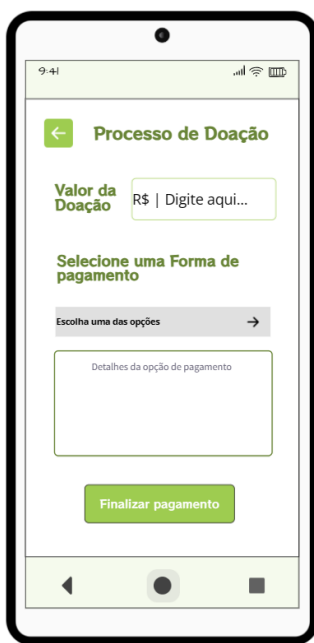 9:41
Processo de Doação
Valor da
Doação
R$ | Digite aqui...
Selecione uma Forma de
pagamento
Escolha uma das opções
Detalhes da opção de pagamento
Finalizar pagamento